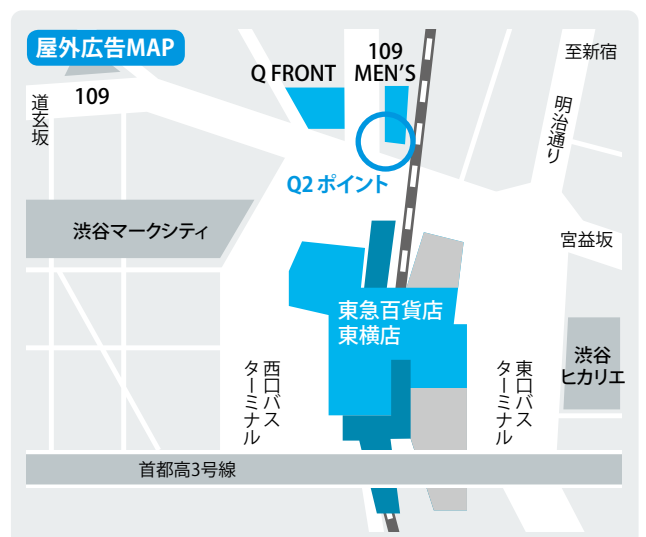 屋外広告MAP
109
Q FRONT
MEN'S
至新宿
道玄坂
109
明治通り
Q2ポイント
渋谷マークシティ
宮益坂
東急百貨店
東横店
渋谷
ヒカリエ
西口バス
ターミナル
東口バス
ターミナル
首都高3号線